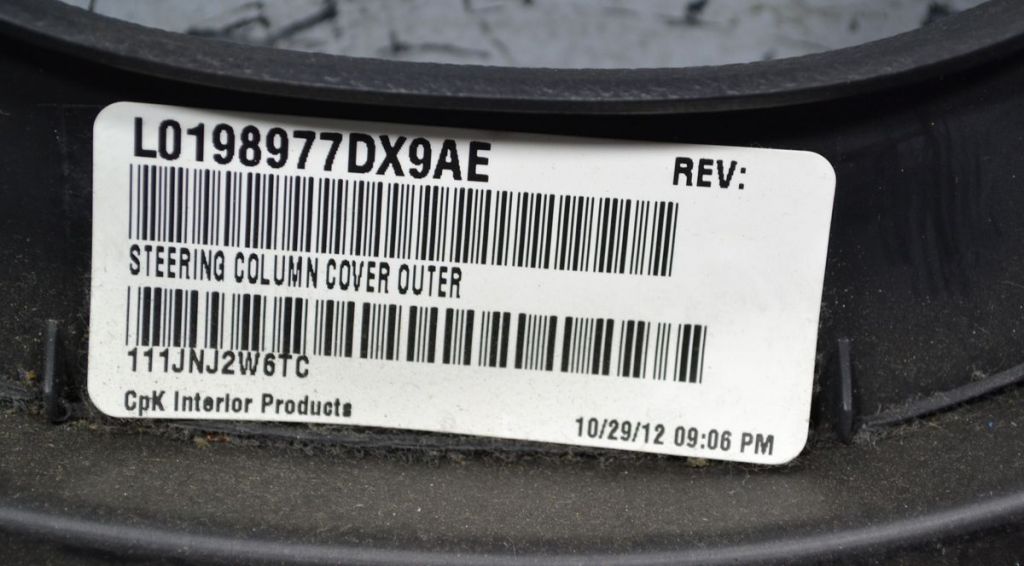 L0198977DX9AE
REV:
STEERING COLUMN COVER OUTER
111JNJ2W6TC
CpK Interior Products
10/29/12 09:06 PM